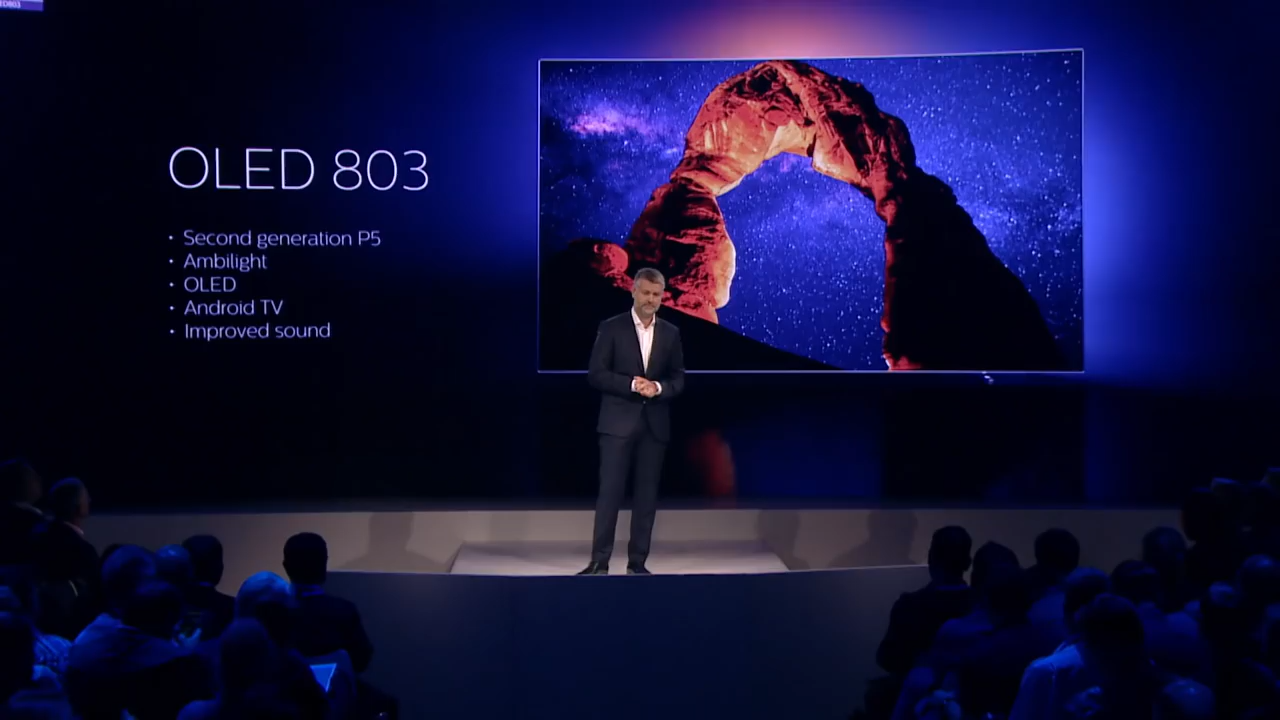 OLED 803
• Second generation P5
• Ambilight
• OLED
• Android TV
• Improved sound